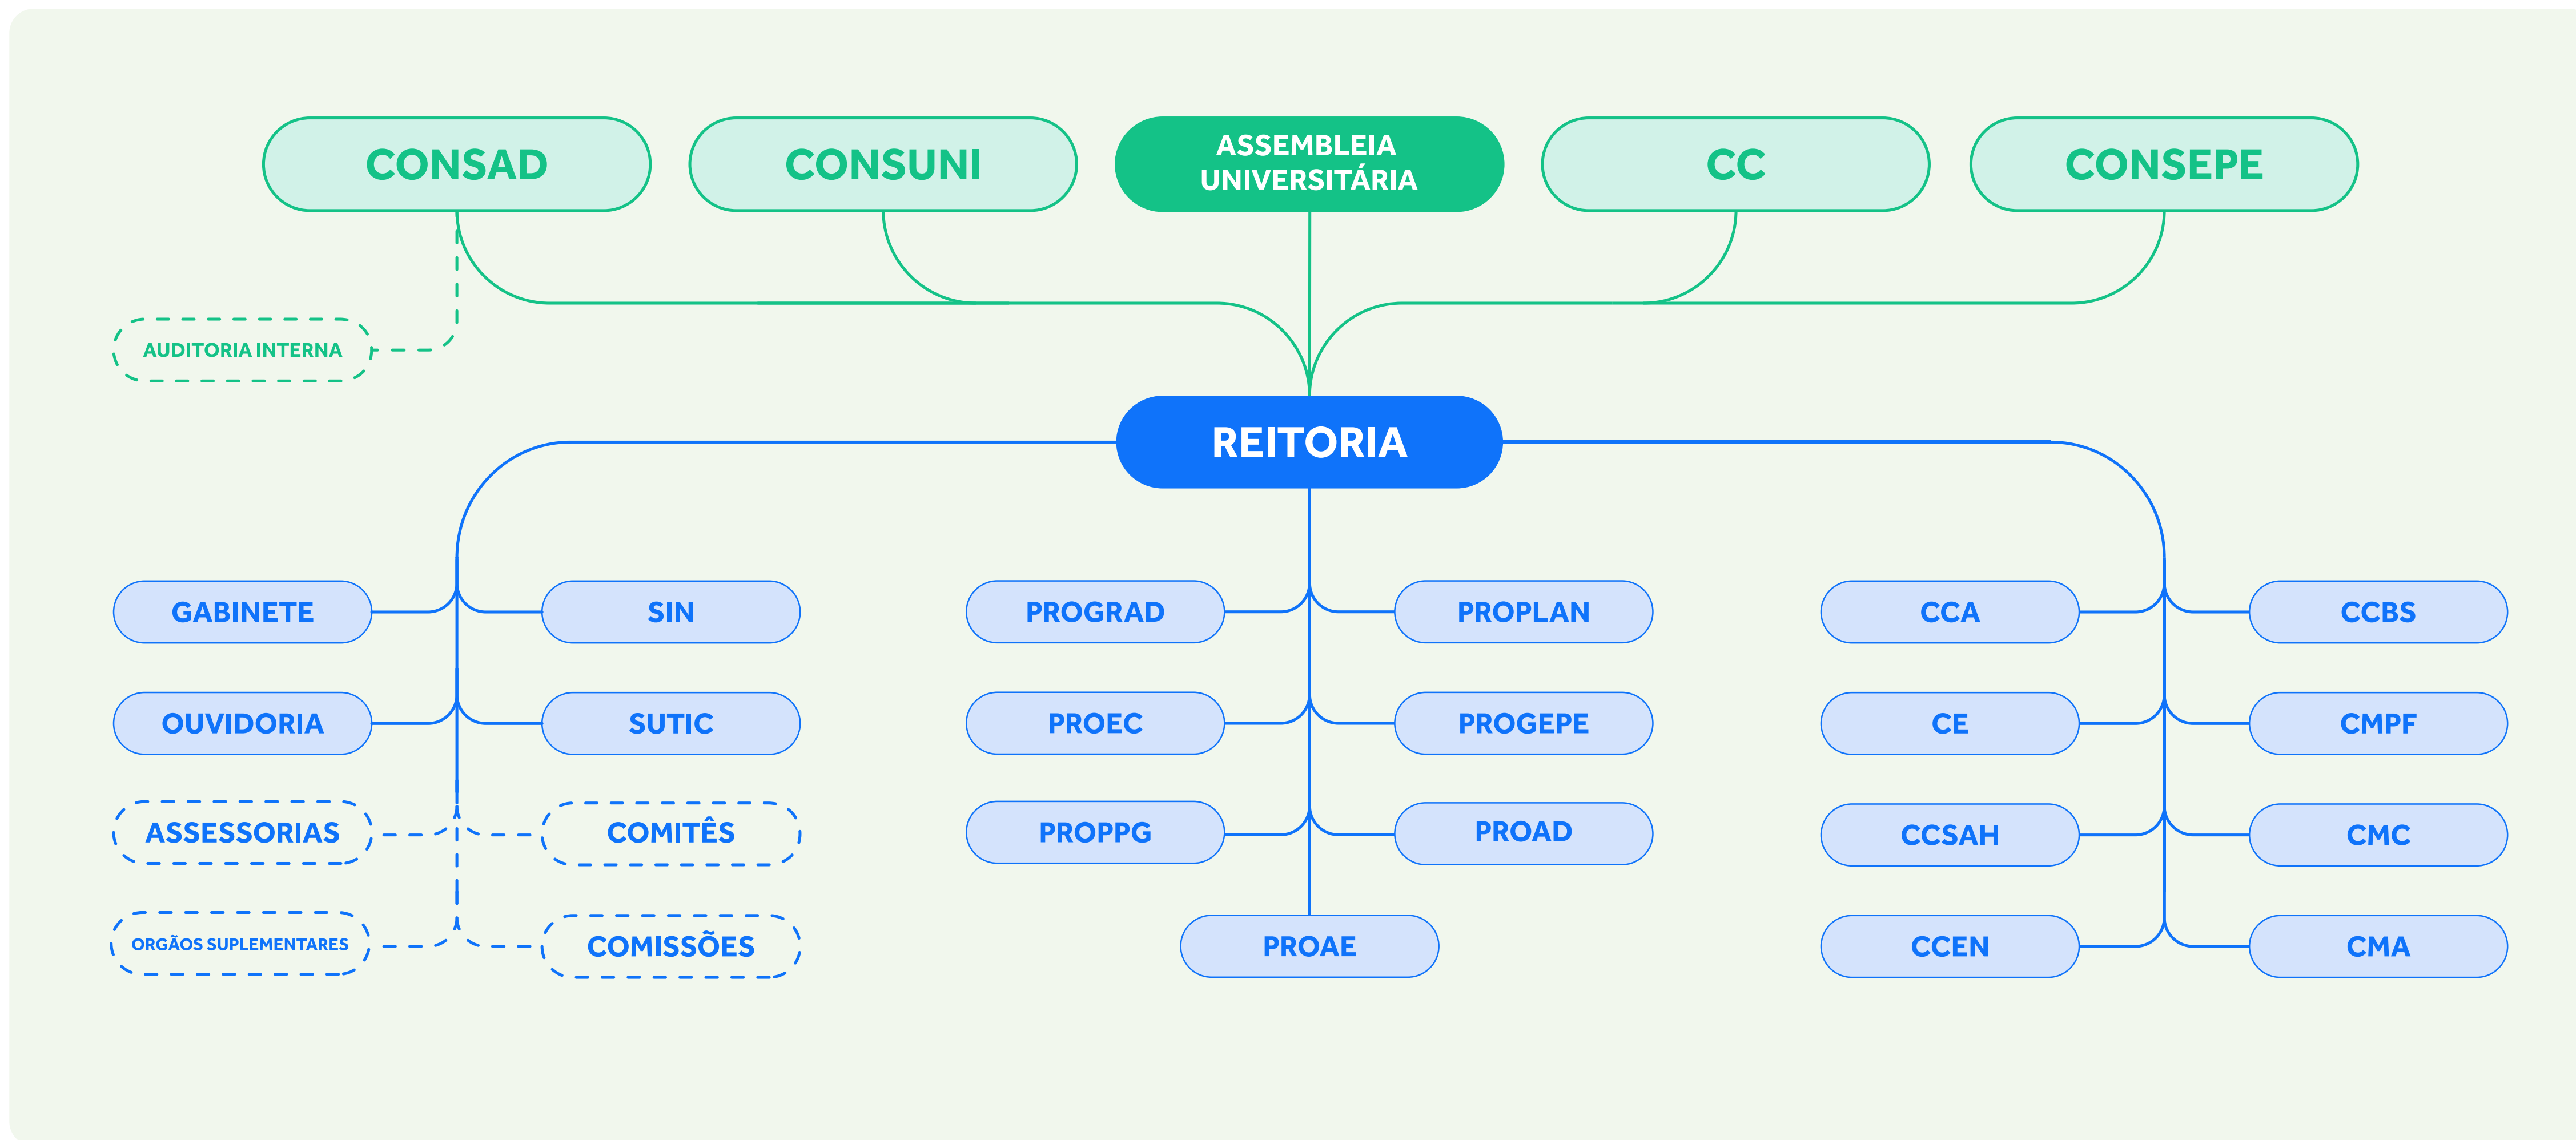 CONSAD
CONSUNI
ASSEMBLEIA
UNIVERSITÁRIA
CC
CONSEPE
AUDITORIA INTERNA
REITORIA
GABINETE
SIN
PROGRAD
PROPLAN
CCA
CCBS
OUVIDORIA
SUTIC
PROEC
PROGEPE
CE
CMPF
ASSESSORIAS
COMITÊS
PROPPG
PROAD
CCSAH
CMC
ORGÃOS SUPLEMENTARES
COMISSÕES
PROAE
CCEN
CMA